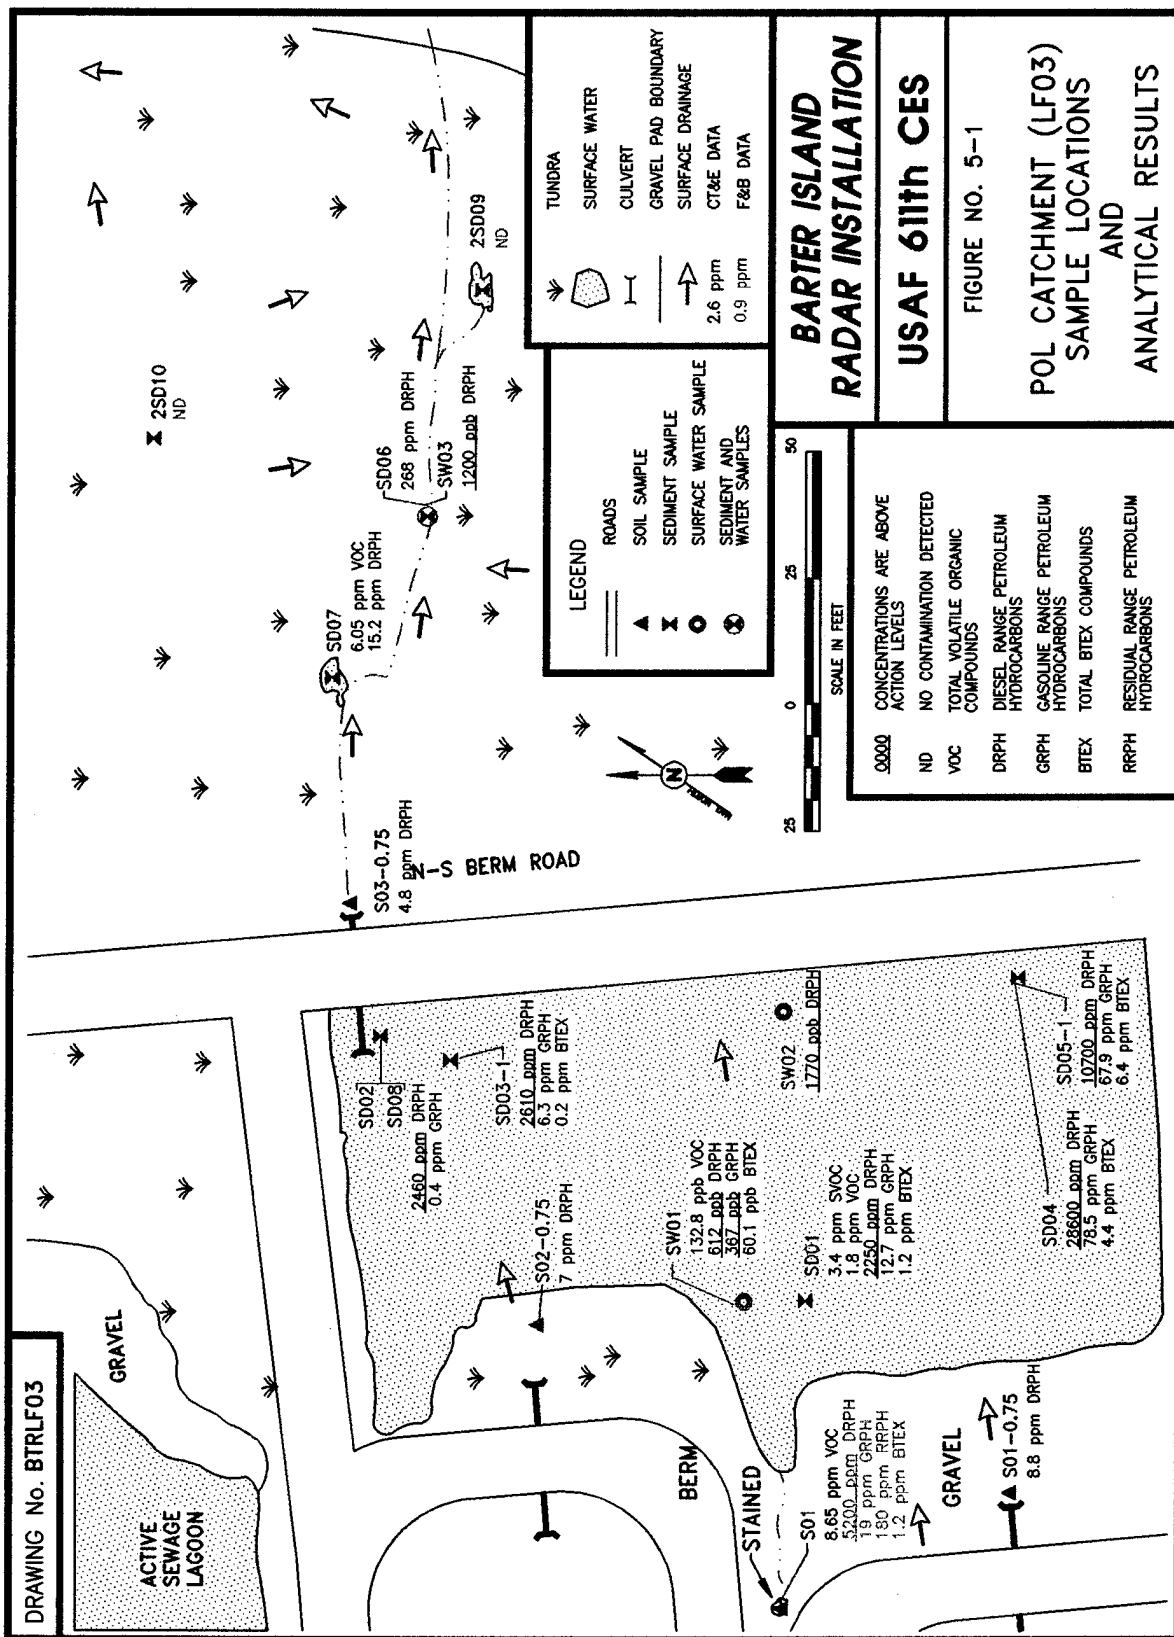 DRAWING No. BTRLF03
ACTIVE
SEWAGE
LAGOON
GRAVEL
SD02
SD08
2460 ppm DRPH
0.4 ppm GRPH
SD03-1
2610 ppm DRPH
6.3 ppm GRPH
0.2 ppm BTEX
S02-0.75
7 ppm DRPH
SW01
132.8 ppb VOC
612 ppb DRPH
367 ppb GRPH
60.1 ppb BTEX
SW02
1770 ppb DRPH
SD01
3.4 ppm SVOC
1.8 ppm VOC
2250 ppm DRPH
12.7 ppm GRPH
1.2 ppm BTEX
SD04
28600 ppm DRPH
78.5 ppm GRPH
4.4 ppm BTEX
SD05-1
10700 ppm DRPH
67.9 ppm GRPH
6.4 ppm BTEX
BERM
STAINED
S01
8.65 ppm VOC
5200 ppm DRPH
19 ppm GRPH
180 ppm RRPH
1.2 ppm BTEX
GRAVEL
S01-0.75
8.8 ppm DRPH
S03-0.75
4.8 ppm DRPH
N-S BERM ROAD
SD07
6.05 ppm VOC
15.2 ppm DRPH
SD06
268 ppm DRPH
SW03
1200 ppb DRPH
2SD10
ND
2SD09
ND
N
LEGEND
ROADS
SOIL SAMPLE
SEDIMENT SAMPLE
SURFACE WATER SAMPLE
SEDIMENT AND
WATER SAMPLES
TUNDRA
SURFACE WATER
CULVERT
GRAVEL PAD BOUNDARY
SURFACE DRAINAGE
2.6 ppm CT&E DATA
0.9 ppm F&B DATA
25 0 25 50
SCALE IN FEET
0000 CONCENTRATIONS ARE ABOVE
ACTION LEVELS
ND NO CONTAMINATION DETECTED
VOC TOTAL VOLATILE ORGANIC
COMPOUNDS
DRPH DIESEL RANGE PETROLEUM
HYDROCARBONS
GRPH GASOLINE RANGE PETROLEUM
HYDROCARBONS
BTEX TOTAL BTEX COMPOUNDS
RRPH RESIDUAL RANGE PETROLEUM
HYDROCARBONS
BARTER ISLAND
RADAR INSTALLATION
USAF 611th CES
FIGURE NO. 5-1
POL CATCHMENT (LF03)
SAMPLE LOCATIONS
AND
ANALYTICAL RESULTS